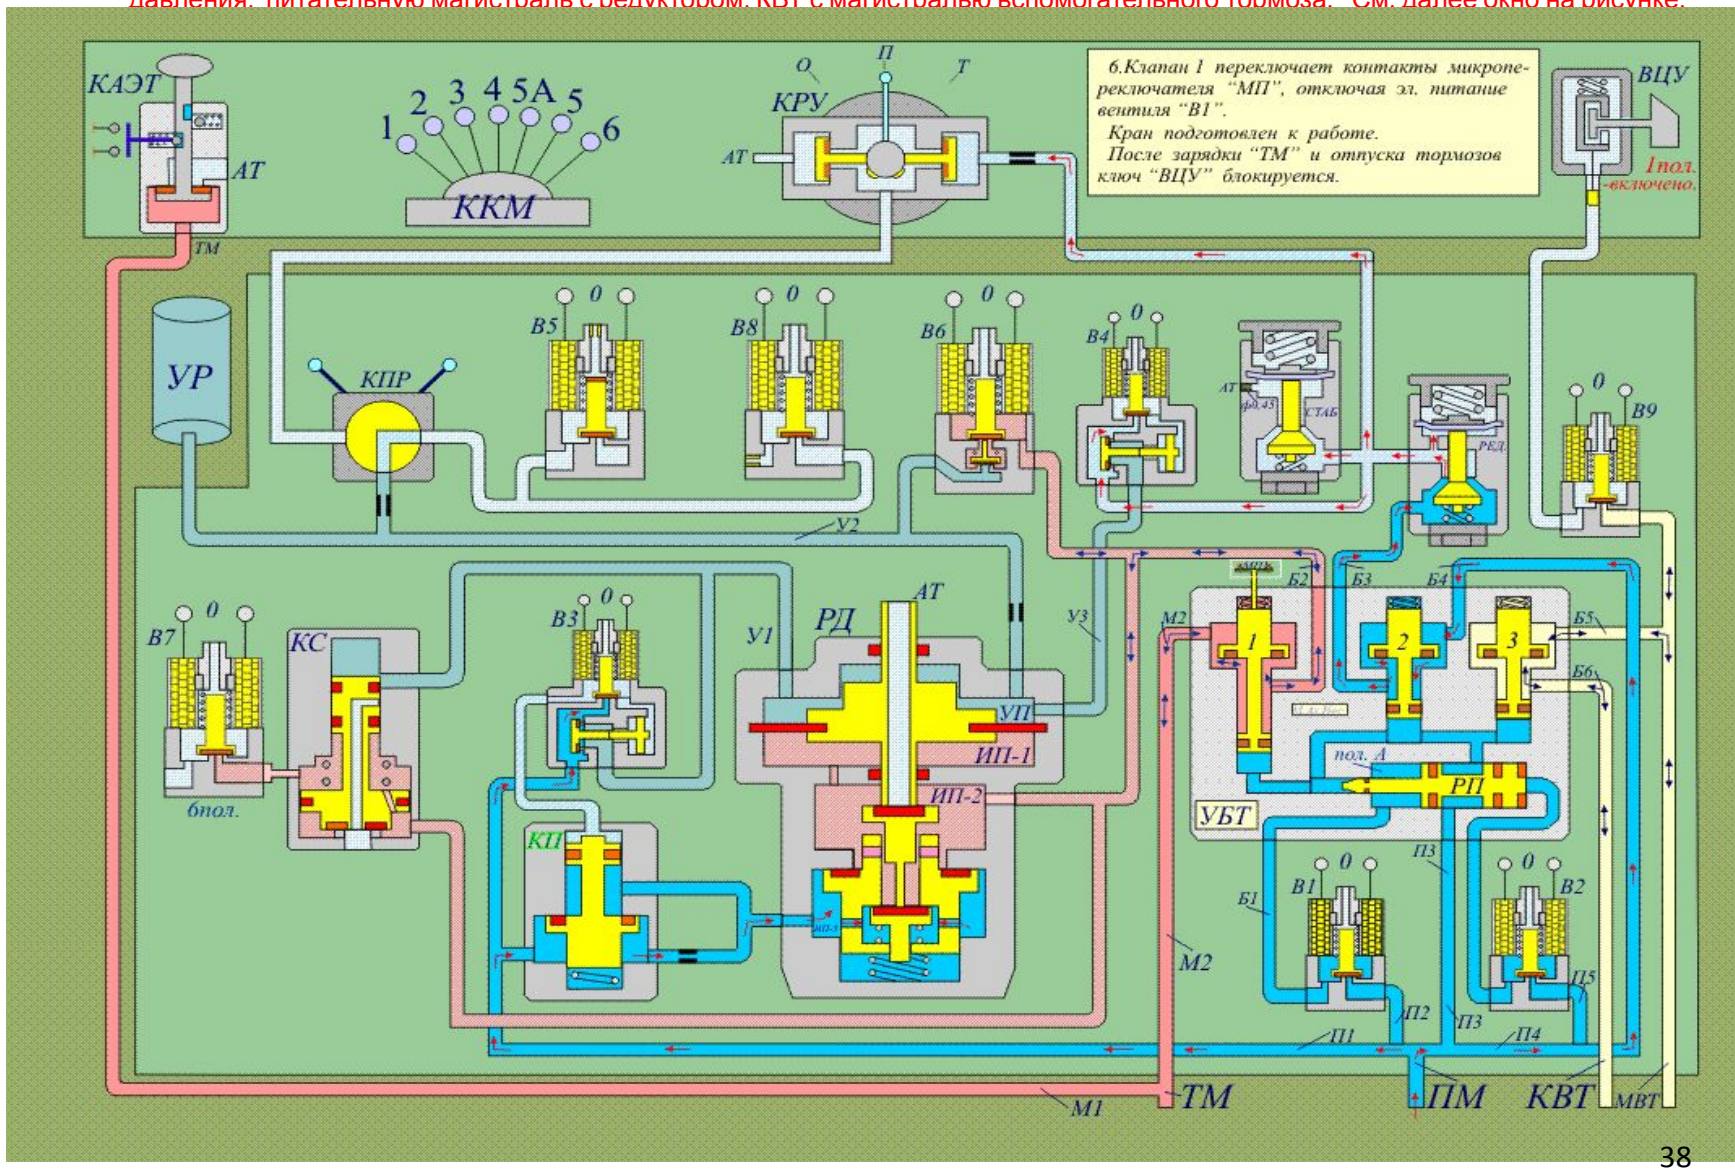 давления, питательную магистраль с редуктором, КВТ с магистралью вспомогательного тормоза. См. далее окно на рисунке.
КАЭТ
АТ
ТМ
1 2 3 4 5А 5 6
ККМ
О П Т
КРУ
АТ
6.Клапан 1 переключает контакты микропе-
реключателя “МП”, отключая эл. питание
вентиля “В1”.
Кран подготовлен к работе.
После зарядки “ТМ” и отпуска тормозов
ключ “ВЦУ” блокируется.
ВЦУ
1пол.
-включено.
УР
КПР
В5 0
В8 0
В6 0
В4 0
АТ
ф0,45
СТАБ
РЕД.
0
В9
У2
В7 0
6пол.
КС
В3 0
У1
РД
АТ
УП
ИП-1
ИП-2
ИП-3
У3
КП
М2
Б2
Б3
Б4
Б5
Б6
1
2
3
пол. А
РП
УБТ
Б1
В1 0
В2 0
П3
П5
М2
П2
П3
П1
П4
М1
ТМ
ПМ
КВТ
МВТ
38